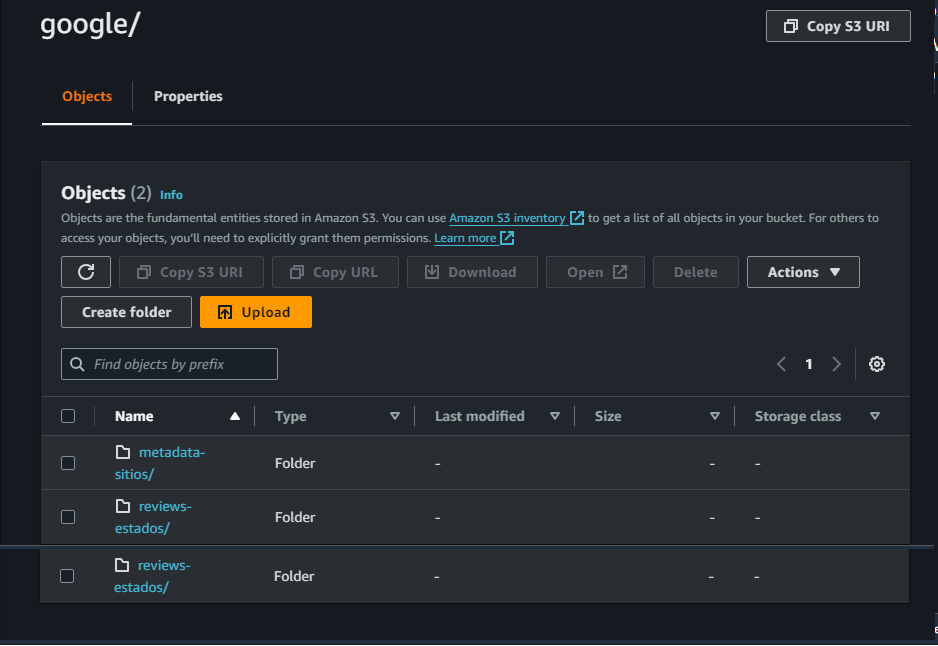 google/
Copy S3 URI
Objects
Properties
Objects (2) Info
Objects are the fundamental entities stored in Amazon S3. You can use Amazon S3 inventory to get a list of all objects in your bucket. For others to
access your objects, you'll need to explicitly grant them permissions. Learn more
Copy S3 URI
Copy URL
Download
Open
Delete
Actions
Create folder
Upload
Find objects by prefix
1
Name
Type
Last modified
Size
Storage class
metadata-
sitios/
Folder
-
-
-
reviews-
estados/
Folder
-
-
-
reviews-
estados/
Folder
-
-
-